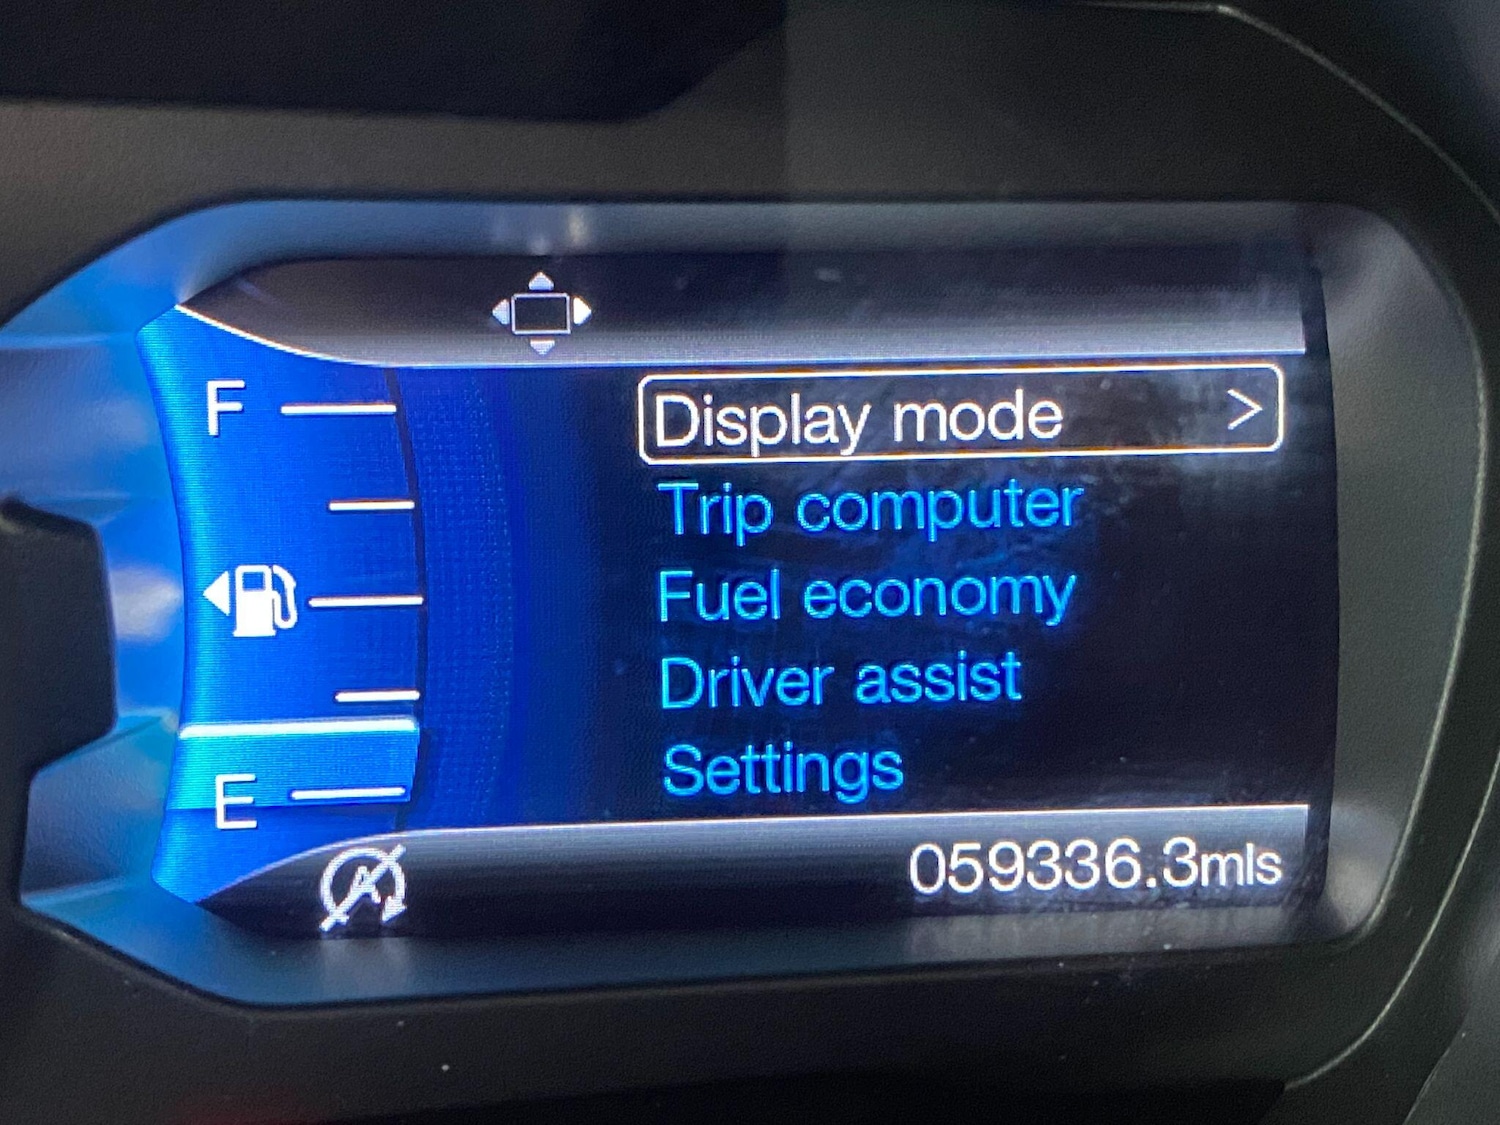 F
E
Display mode >
Trip computer
Fuel economy
Driver assist
Settings
A
059336.3mls